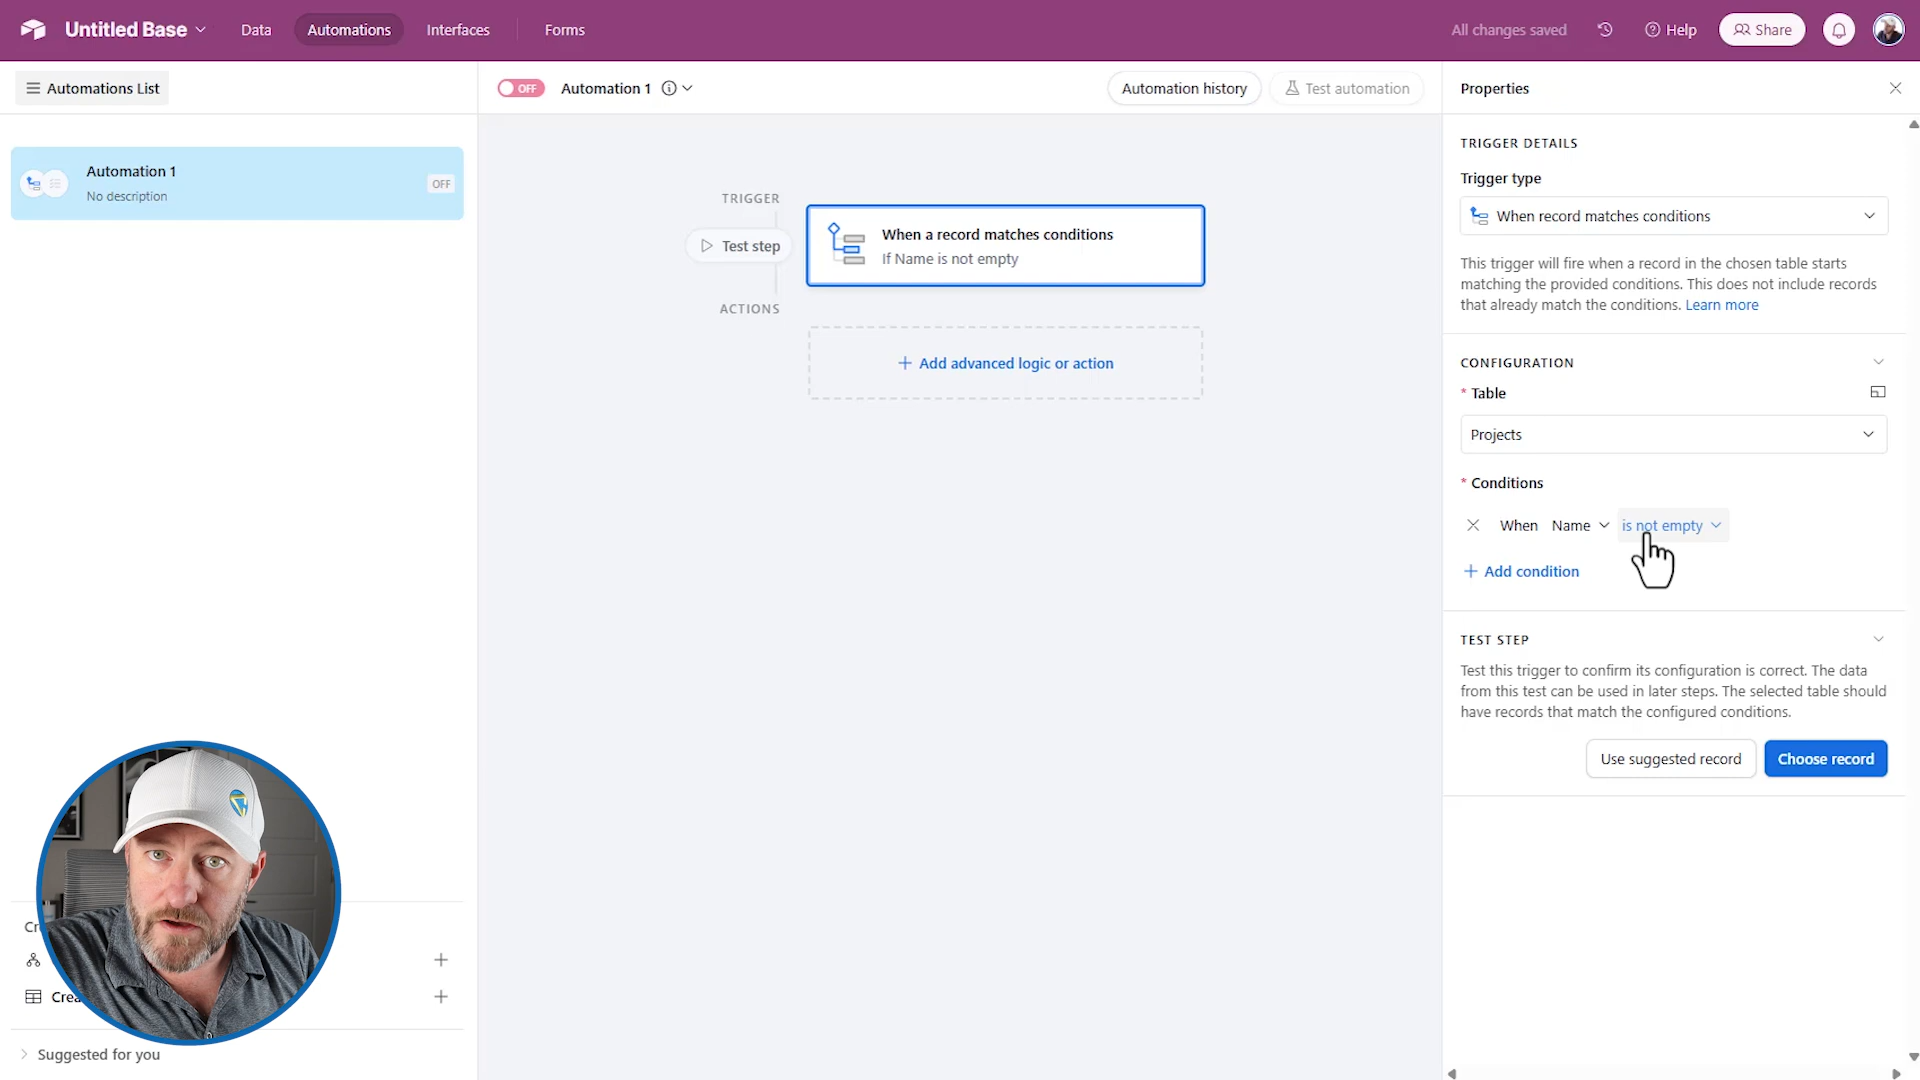 Untitled Base
Data
Automations
Interfaces
Forms
All changes saved
Help
Share
Automations List
OFF
Automation 1
Automation history
Test automation
Properties
Automation 1
No description
OFF
TRIGGER
Test step
When a record matches conditions
If Name is not empty
ACTIONS
Add advanced logic or action
TRIGGER DETAILS
Trigger type
When record matches conditions
This trigger will fire when a record in the chosen table starts
matching the provided conditions. This does not include records
that already match the conditions. Learn more
CONFIGURATION
* Table
Projects
* Conditions
When Name is not empty
+ Add condition
TEST STEP
Test this trigger to confirm its configuration is correct. The data
from this test can be used in later steps. The selected table should
have records that match the configured conditions.
Use suggested record
Choose record
Suggested for you